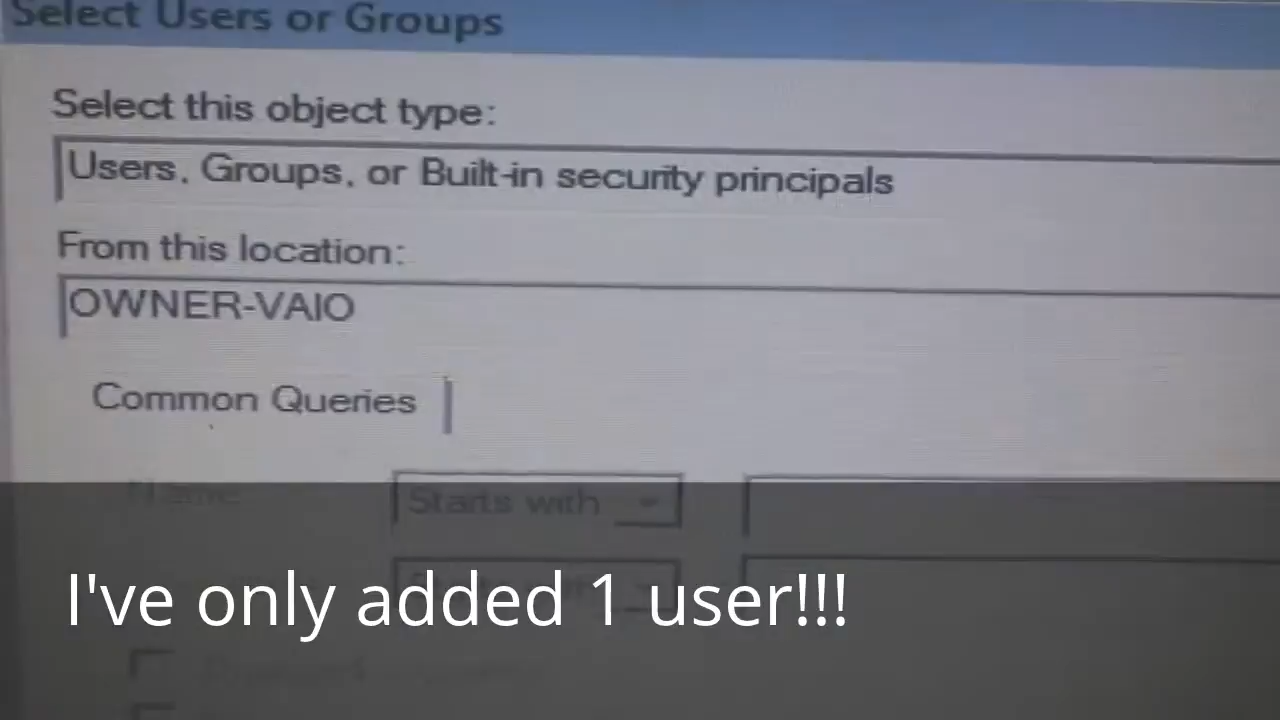 Select Users or Groups
Select this object type:
Users, Groups, or Built-in security principals
From this location:
OWNER-VAIO
Common Queries
Name
Starts with
I've only added 1 user!!!